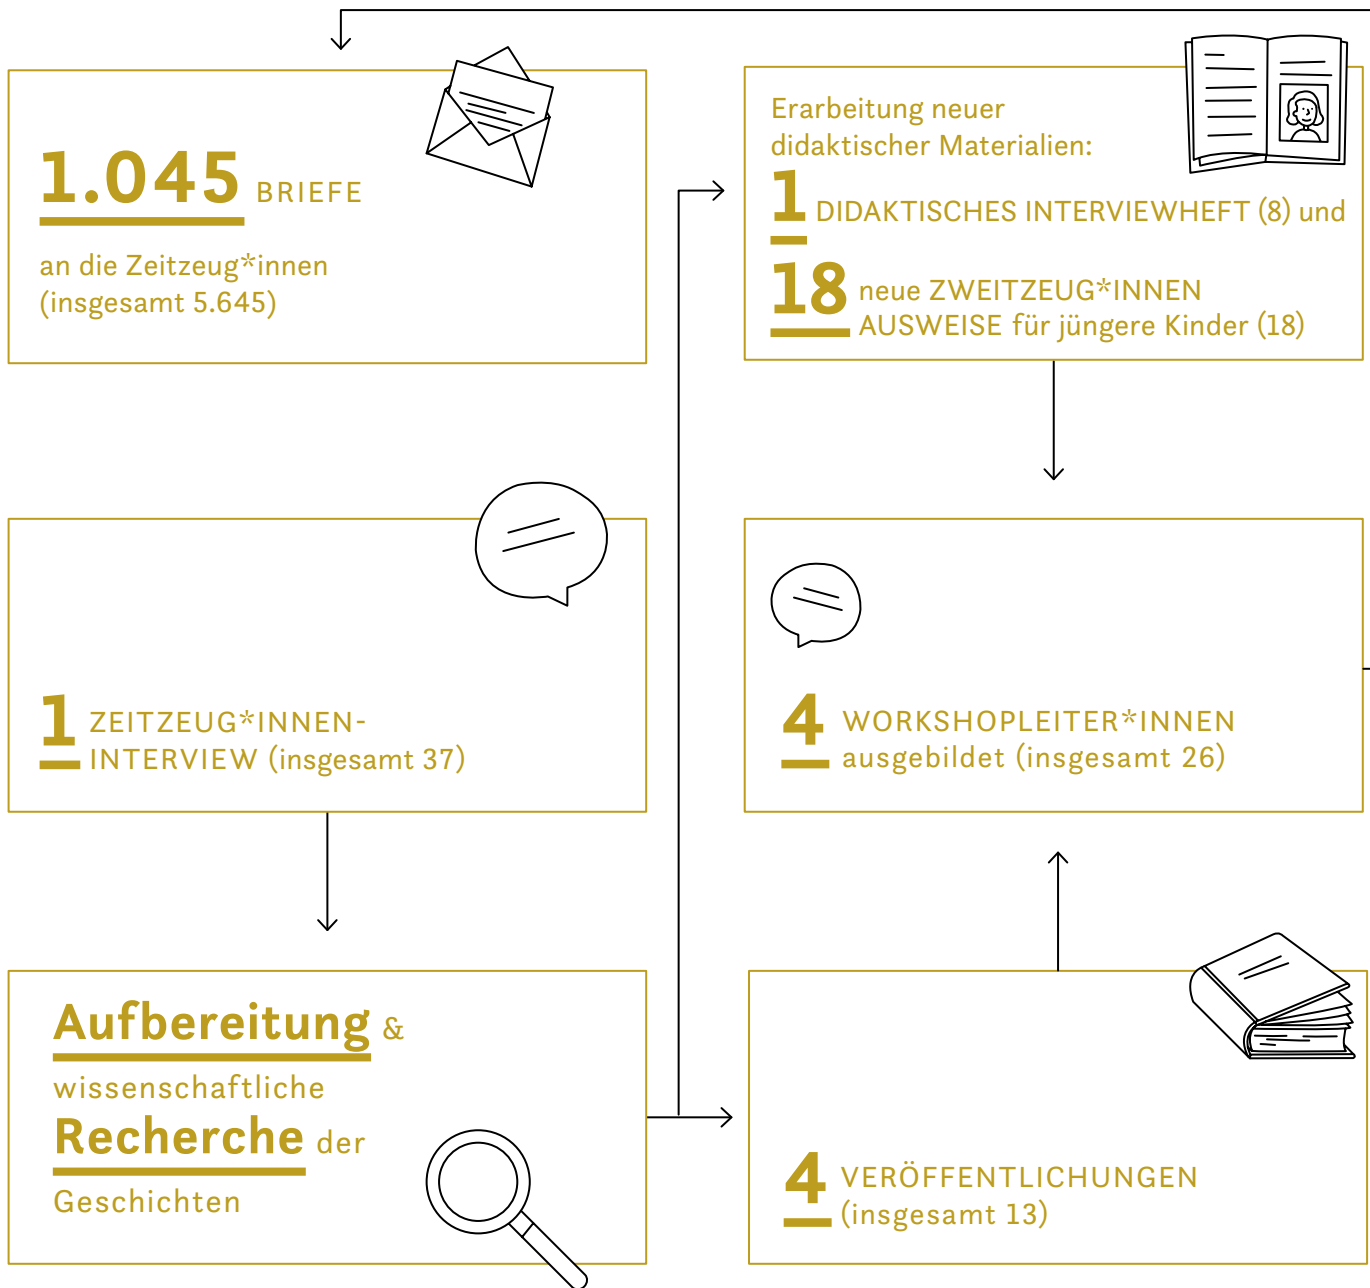 1.045 BRIEFE
an die Zeitzeug*innen
(insgesamt 5.645)
Erarbeitung neuer
didaktischer Materialien:
1 DIDAKTISCHES INTERVIEWHEFT (8) und
18 neue ZWEITZEUG*INNEN
AUSWEISE für jüngere Kinder (18)
1 ZEITZEUG*INNEN-
INTERVIEW (insgesamt 37)
4 WORKSHOPLEITER*INNEN
ausgebildet (insgesamt 26)
Aufbereitung &
wissenschaftliche
Recherche der
Geschichten
4 VERÖFFENTLICHUNGEN
(insgesamt 13)